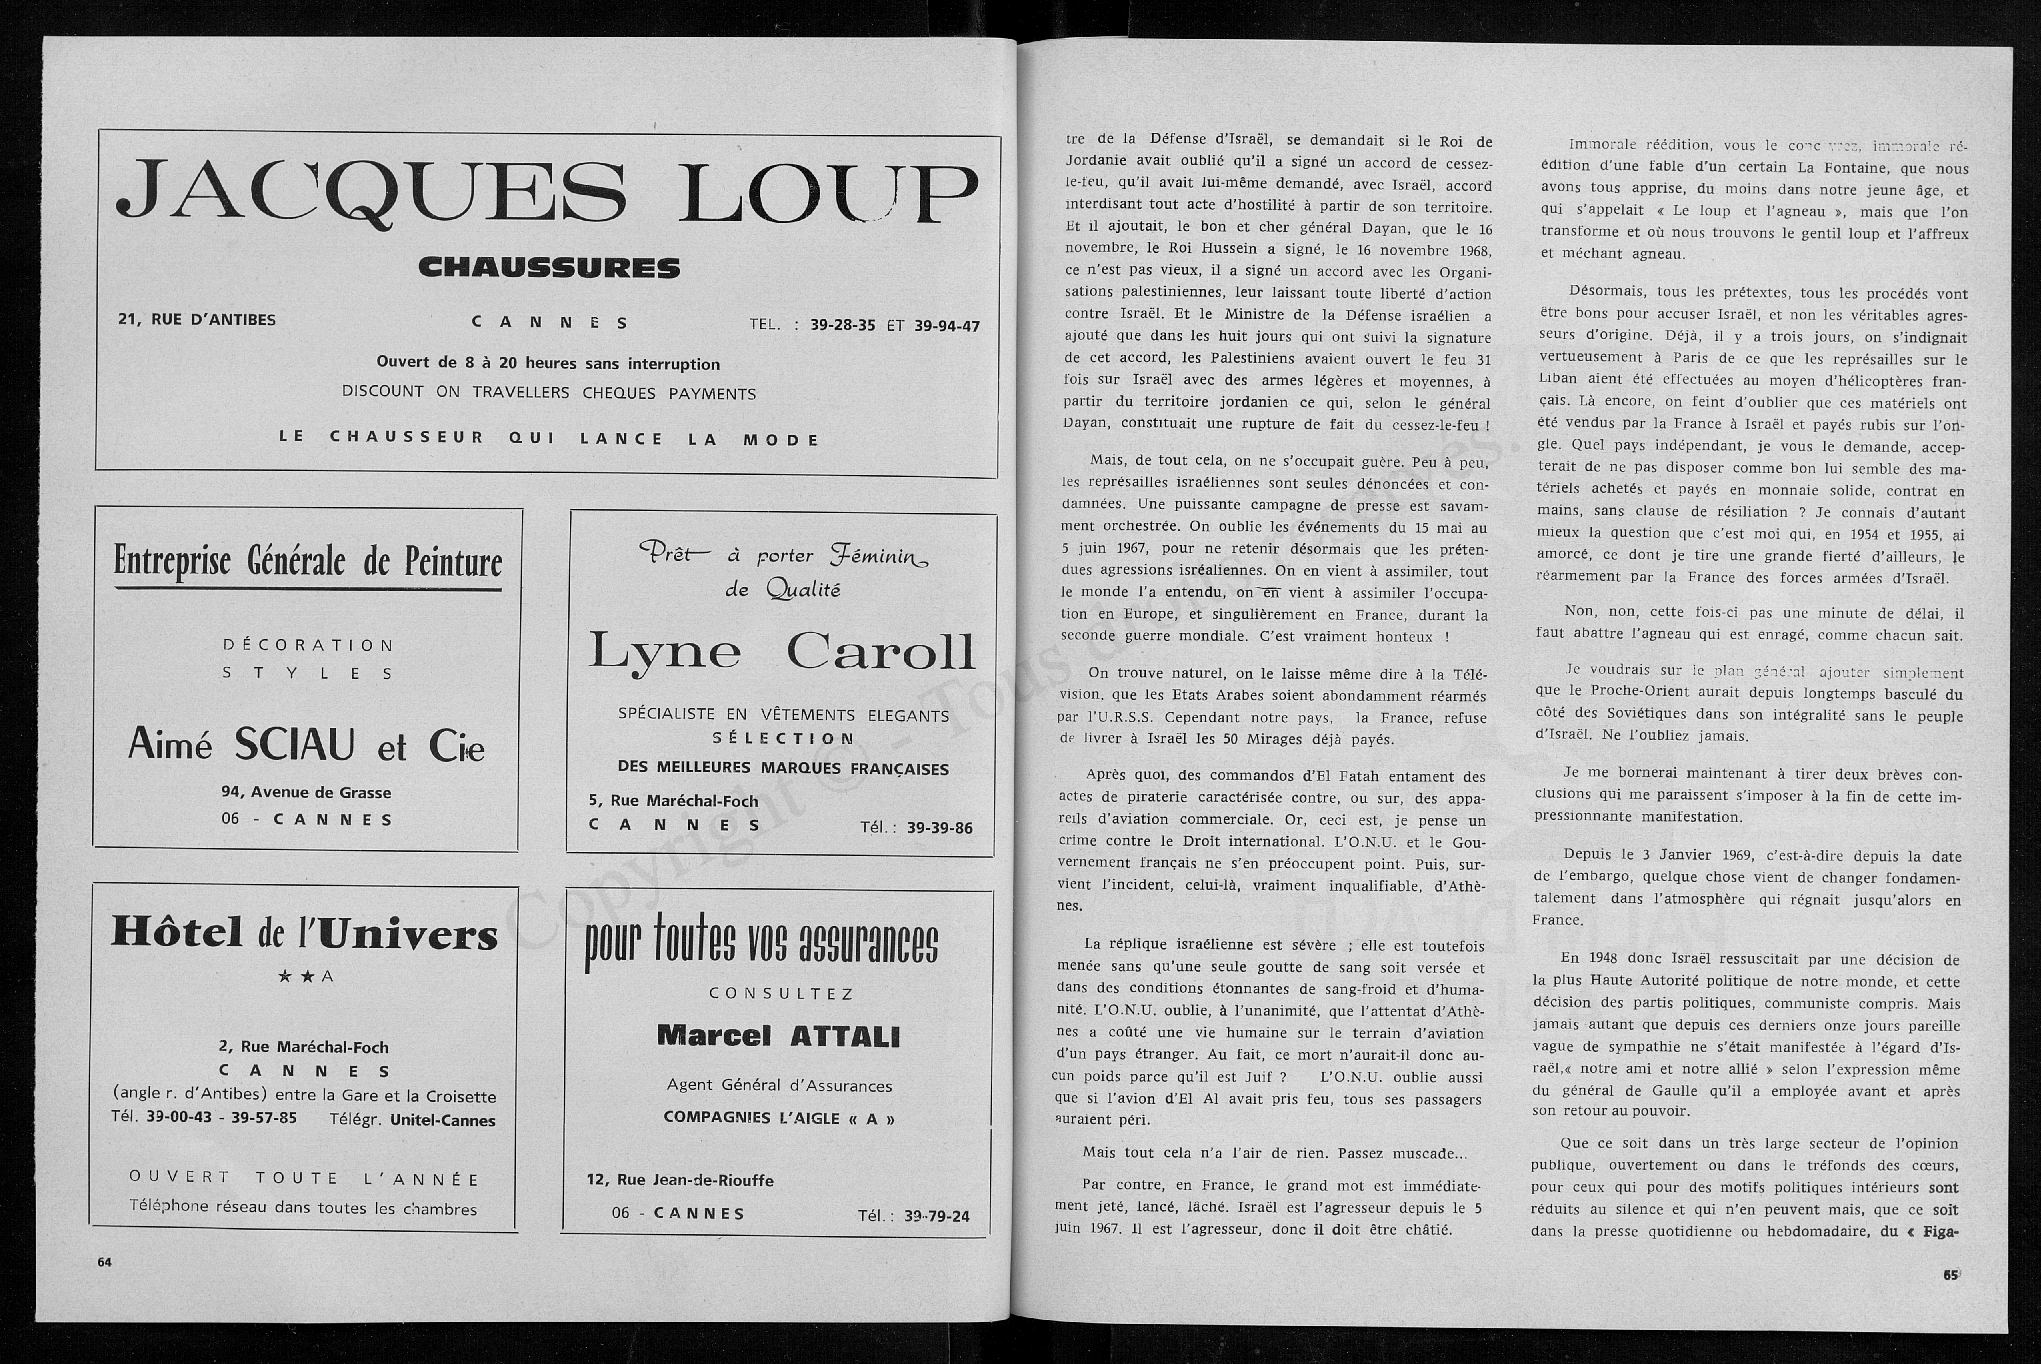 JACQUES LOUP
CHAUSSURES
21, RUE D'ANTIBES
CANNES
TEL. : 39-28-35 ET 39-94-47
Ouvert de 8 à 20 heures sans interruption
DISCOUNT ON TRAVELLERS CHEQUES PAYMENTS
LE CHAUSSEUR QUI LANCE LA MODE
Entreprise Générale de Peinture
DÉCORATION
STYLES
Aimé SCIAU et Cie
94, Avenue de Grasse
06 - CANNES
Prêt à porter Féminin
de Qualité
Lyne Caroll
SPÉCIALISTE EN VÊTEMENTS ELEGANTS
SÉLECTION
DES MEILLEURES MARQUES FRANÇAISES
5, Rue Maréchal-Foch
CANNES
Tél. : 39-39-86
Hôtel de l'Univers
★★A
2, Rue Maréchal-Foch
CANNES
(angle r. d'Antibes) entre la Gare et la Croisette
Tél. 39-00-43 - 39-57-85 Télégr. Unitel-Cannes
OUVERT TOUTE L'ANNÉE
Téléphone réseau dans toutes les chambres
pour toutes vos assurances
CONSULTEZ
Marcel ATTALI
Agent Général d'Assurances
COMPAGNIES L'AIGLE « A »
12, Rue Jean-de-Riouffe
06 - CANNES
Tél. : 39-79-24
64
tre de la Défense d'Israël, se demandait si le Roi de
Jordanie avait oublié qu'il a signé un accord de cessez-
le-feu, qu'il avait lui-même demandé, avec Israël, accord
interdisant tout acte d'hostilité à partir de son territoire.
Et il ajoutait, le bon et cher général Dayan, que le 16
novembre, le Roi Hussein a signé, le 16 novembre 1968,
ce n'est pas vieux, il a signé un accord avec les Organi-
sations palestiniennes, leur laissant toute liberté d'action
contre Israël. Et le Ministre de la Défense israélien a
ajouté que dans les huit jours qui ont suivi la signature
de cet accord, les Palestiniens avaient ouvert le feu 31
fois sur Israël avec des armes légères et moyennes, à
partir du territoire jordanien ce qui, selon le général
Dayan, constituait une rupture de fait du cessez-le-feu !
Mais, de tout cela, on ne s'occupait guère. Peu à peu,
les représailles israéliennes sont seules dénoncées et con-
damnées. Une puissante campagne de presse est savam-
ment orchestrée. On oublie les événements du 15 mai au
5 juin 1967, pour ne retenir désormais que les préten-
dues agressions isréaliennes. On en vient à assimiler, tout
le monde l'a entendu, on en vient à assimiler l'occupa-
tion en Europe, et singulièrement en France, durant la
seconde guerre mondiale. C'est vraiment honteux !
On trouve naturel, on le laisse même dire à la Télé-
vision, que les Etats Arabes soient abondamment réarmés
par l'U.R.S.S. Cependant notre pays, la France, refuse
de livrer à Israël les 50 Mirages déjà payés.
Après quoi, des commandos d'El Fatah entament des
actes de piraterie caractérisée contre, ou sur, des appa-
reils d'aviation commerciale. Or, ceci est, je pense un
crime contre le Droit international. L'O.N.U. et le Gou-
vernement français ne s'en préoccupent point. Puis, sur-
vient l'incident, celui-là, vraiment inqualifiable, d'Athè-
nes.
La réplique israélienne est sévère ; elle est toutefois
menée sans qu'une seule goutte de sang soit versée et
dans des conditions étonnantes de sang-froid et d'huma-
nité. L'O.N.U. oublie, à l'unanimité, que l'attentat d'Athè-
nes a coûté une vie humaine sur le terrain d'aviation
d'un pays étranger. Au fait, ce mort n'aurait-il donc au-
cun poids parce qu'il est Juif ? L'O.N.U. oublie aussi
que si l'avion d'El Al avait pris feu, tous ses passagers
auraient péri.
Mais tout cela n'a l'air de rien. Passez muscade...
Par contre, en France, le grand mot est immédiate-
ment jeté, lancé, lâché. Israël est l'agresseur depuis le 5
juin 1967. Il est l'agresseur, donc il doit être châtié.
Immorale réédition, vous le immorale ré-
édition d'une fable d'un certain La Fontaine, que nous
avons tous apprise, du moins dans notre jeune âge, et
qui s'appelait « Le loup et l'agneau », mais que l'on
transforme et où nous trouvons le gentil loup et l'affreux
et méchant agneau.
Désormais, tous les prétextes, tous les procédés vont
être bons pour accuser Israël, et non les véritables agres-
seurs d'origine. Déjà, il y a trois jours, on s'indignait
vertueusement à Paris de ce que les représailles sur le
Liban aient été effectuées au moyen d'hélicoptères fran-
çais. Là encore, on feint d'oublier que ces matériels ont
été vendus par la France à Israël et payés rubis sur l'on-
gle. Quel pays indépendant, je vous le demande, accep-
terait de ne pas disposer comme bon lui semble des ma-
tériels achetés et payés en monnaie solide, contrat en
mains, sans clause de résiliation ? Je connais d'autant
mieux la question que c'est moi qui, en 1954 et 1955, ai
amorcé, ce dont je tire une grande fierté d'ailleurs, le
réarmement par la France des forces armées d'Israël.
Non, non, cette fois-ci pas une minute de délai, il
faut abattre l'agneau qui est enragé, comme chacun sait.
Je voudrais sur le plan général ajouter simplement
que le Proche-Orient aurait depuis longtemps basculé du
côté des Soviétiques dans son intégralité sans le peuple
d'Israël. Ne l'oubliez jamais.
Je me bornerai maintenant à tirer deux brèves con-
clusions qui me paraissent s'imposer à la fin de cette im-
pressionnante manifestation.
Depuis le 3 Janvier 1969, c'est-à-dire depuis la date
de l'embargo, quelque chose vient de changer fondamen-
talement dans l'atmosphère qui régnait jusqu'alors en
France.
En 1948 donc Israël ressuscitait par une décision de
la plus Haute Autorité politique de notre monde, et cette
décision des partis politiques, communiste compris. Mais
jamais autant que depuis ces derniers onze jours pareille
vague de sympathie ne s'était manifestée à l'égard d'Is-
raël,« notre ami et notre allié » selon l'expression même
du général de Gaulle qu'il a employée avant et après
son retour au pouvoir.
Que ce soit dans un très large secteur de l'opinion
publique, ouvertement ou dans le tréfonds des cœurs,
pour ceux qui pour des motifs politiques intérieurs sont
réduits au silence et qui n'en peuvent mais, que ce soit
dans la presse quotidienne ou hebdomadaire, du « Figa-
65
Copyright © - Tous droits réservés.